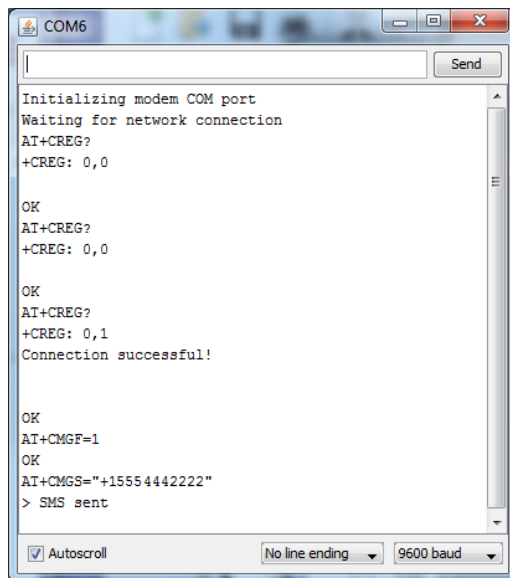 COM6
Send
Initializing modem COM port
Waiting for network connection
AT+CREG?
+CREG: 0,0
OK
AT+CREG?
+CREG: 0,0
OK
AT+CREG?
+CREG: 0,1
Connection successful!
OK
AT+CMGF=1
OK
AT+CMGS="+15554442222"
> SMS sent
Autoscroll
No line ending
9600 baud